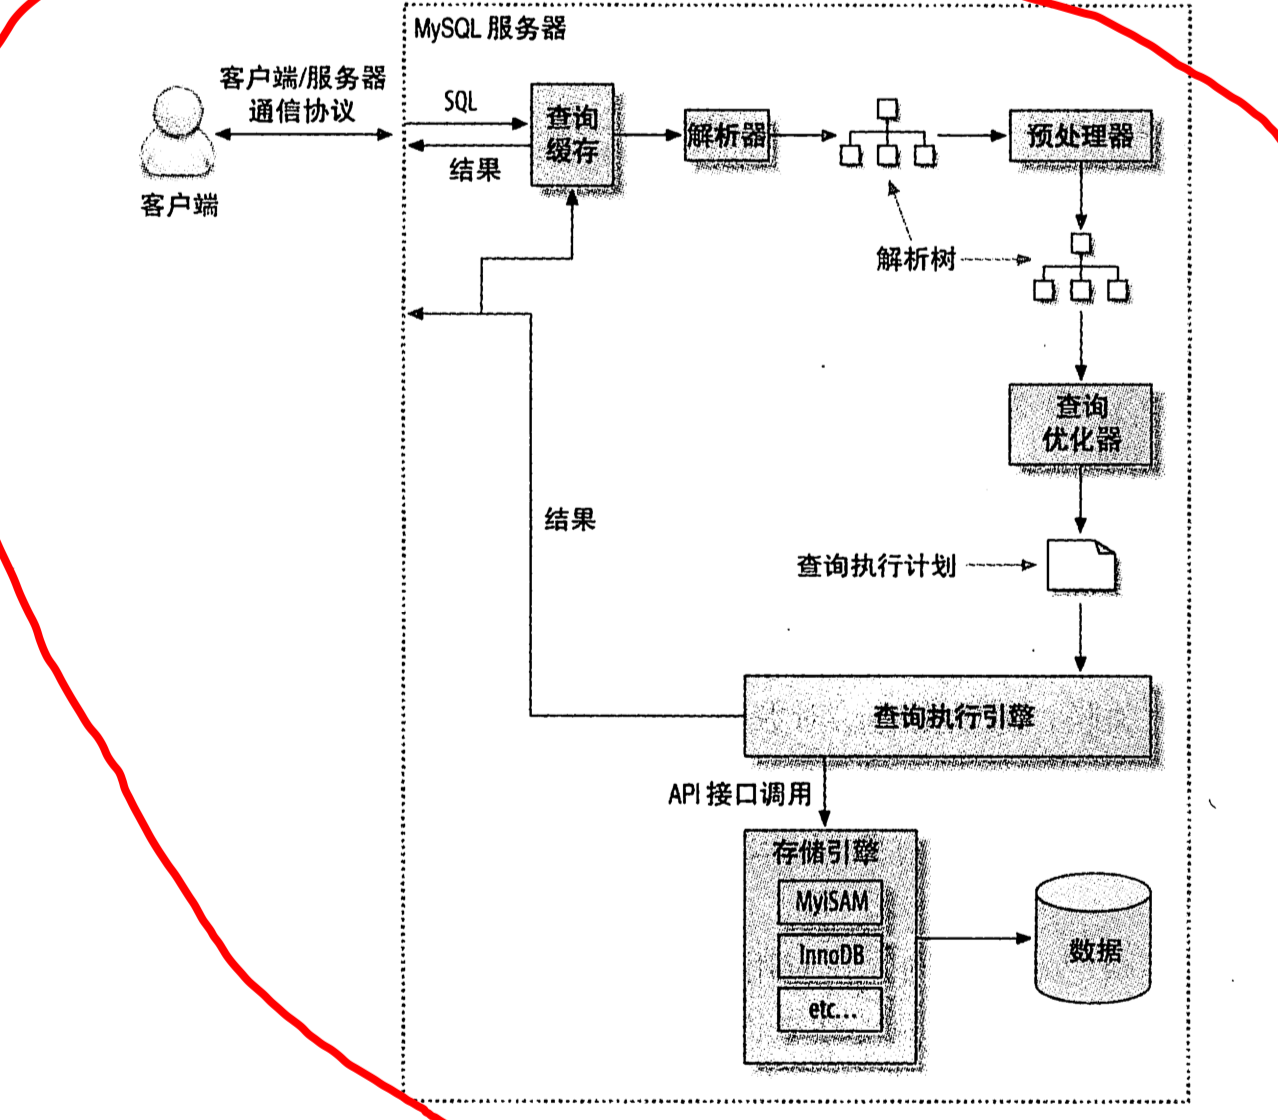 MySQL 服务器
客户端/服务器
通信协议
客户端
SQL
结果
查询
缓存
解析器
预处理器
解析树
查询
优化器
查询执行计划
结果
查询执行引擎
API 接口调用
存储引擎
MyISAM
InnoDB
etc...
数据